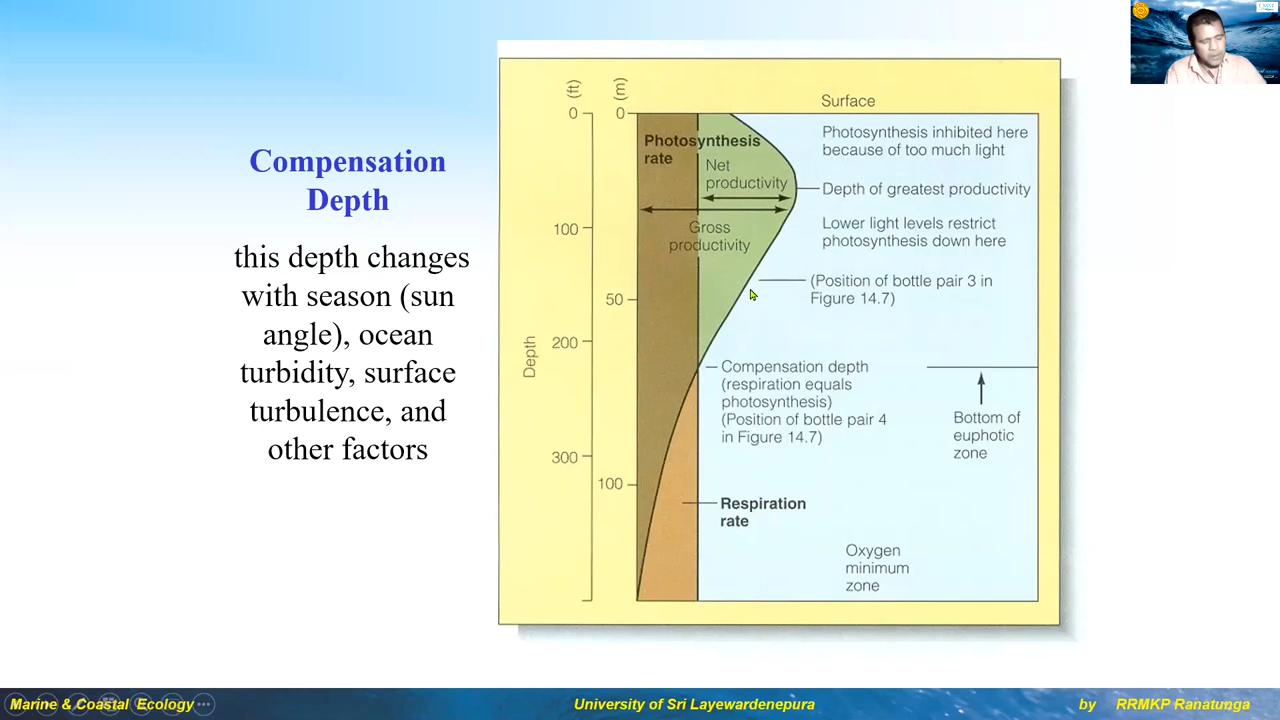 Compensation
Depth
this depth changes
with season (sun
angle), ocean
turbidity, surface
turbulence, and
other factors
(ft)
(m)
Surface
0
0
Photosynthesis
rate
Net
productivity
Gross
productivity
Photosynthesis inhibited here
because of too much light
Depth of greatest productivity
100
Lower light levels restrict
photosynthesis down here
(Position of bottle pair 3 in
Figure 14.7)
50
200
Depth
Compensation depth
(respiration equals
photosynthesis)
(Position of bottle pair 4
in Figure 14.7)
Bottom of
euphotic
zone
300
100
Respiration
rate
Oxygen
minimum
zone
Marine & Coastal Ecology
University of Sri Layewardenepura
by RRMKP Ranatunga